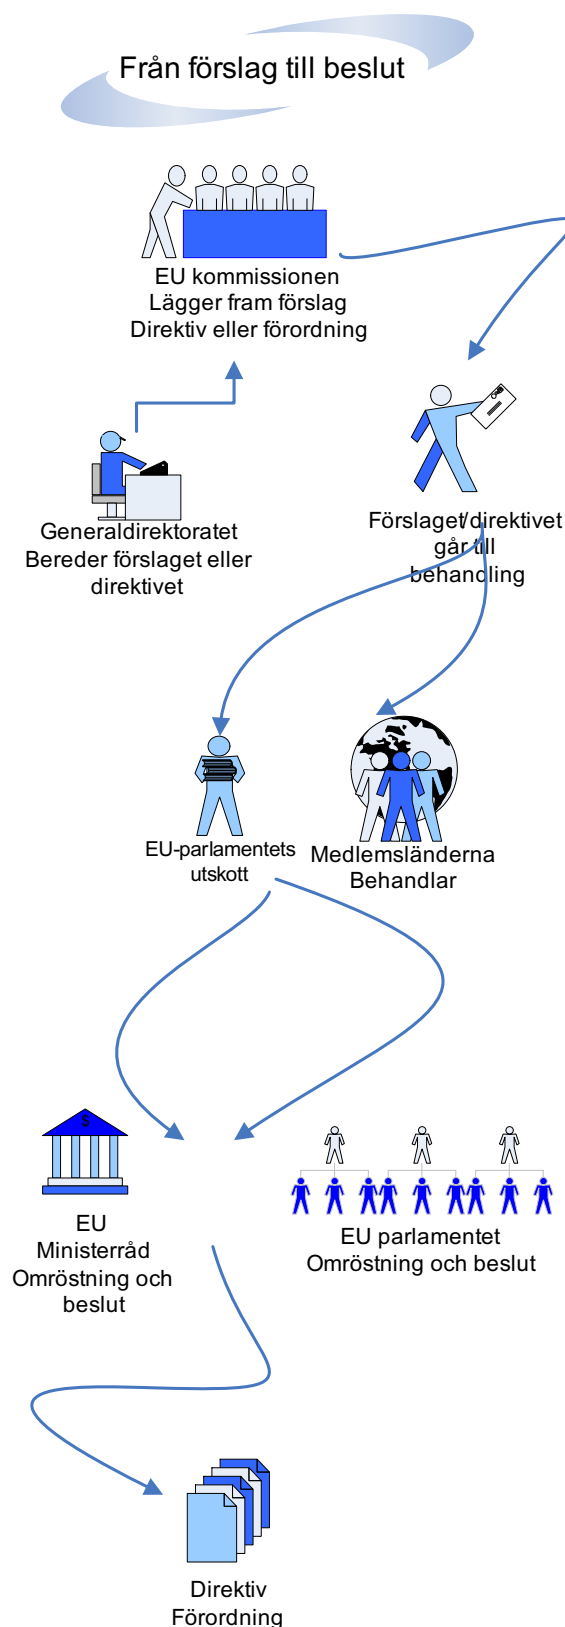 Från förslag till beslut
EU kommissionen
Lägger fram förslag
Direktiv eller förordning
Generaldirektoratet
Bereder förslaget eller
direktivet
Förslaget/direktivet
går till
behandling
EU-parlamentets
utskott
Medlemsländerna
Behandlar
$
EU
Ministerråd
Omröstning och
beslut
EU parlamentet
Omröstning och beslut
Direktiv
Förordning